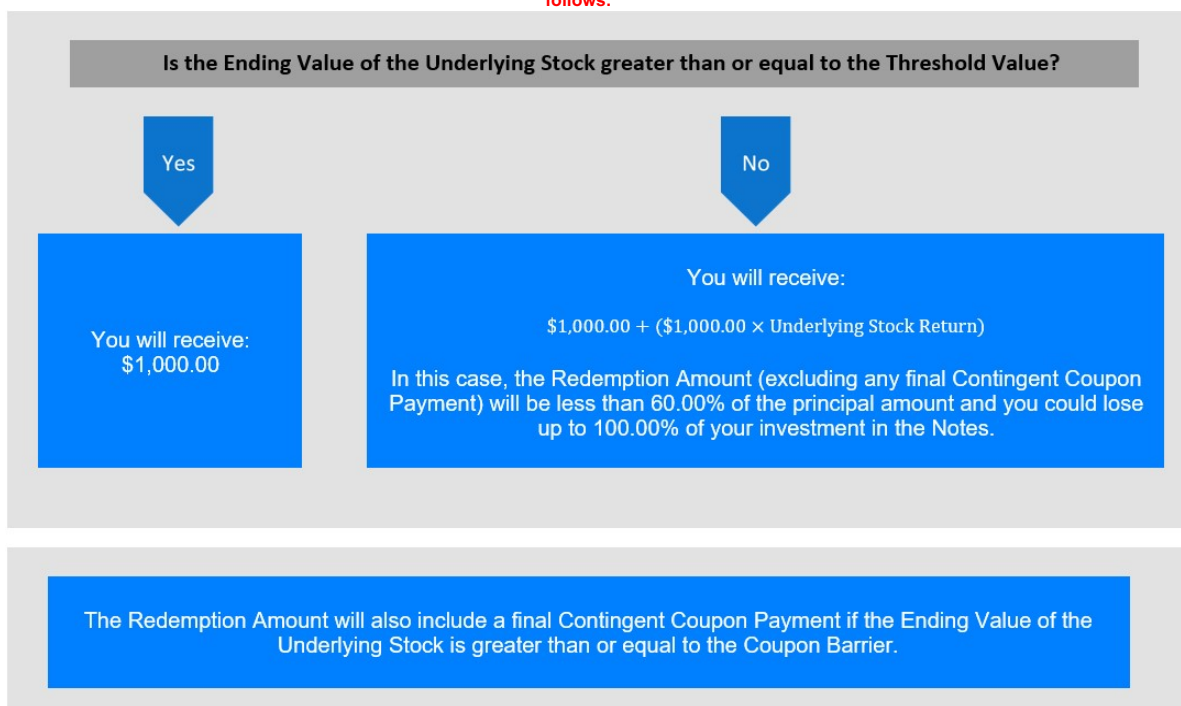 follows:
Is the Ending Value of the Underlying Stock greater than or equal to the Threshold Value?
Yes
No
You will receive:
$1,000.00
You will receive:
$1,000.00 + ($1,000.00 × Underlying Stock Return)
In this case, the Redemption Amount (excluding any final Contingent Coupon
Payment) will be less than 60.00% of the principal amount and you could lose
up to 100.00% of your investment in the Notes.
The Redemption Amount will also include a final Contingent Coupon Payment if the Ending Value of the
Underlying Stock is greater than or equal to the Coupon Barrier.